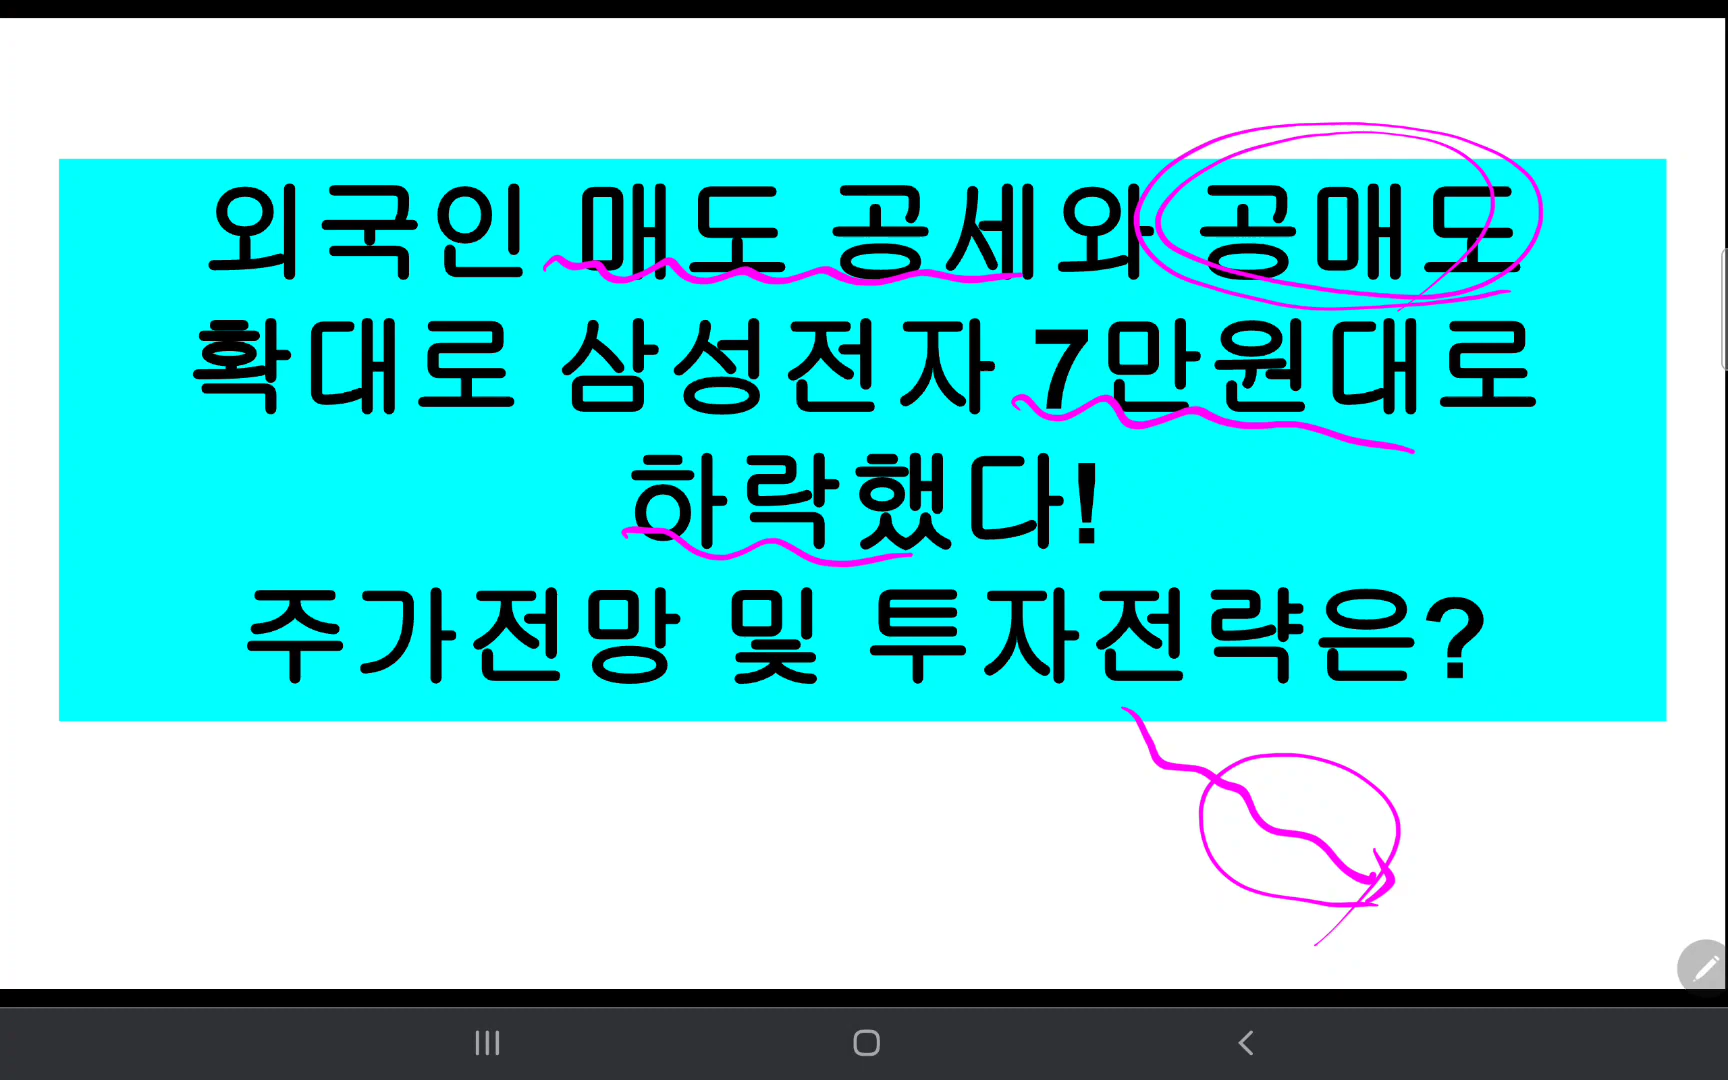 외국인 매도 공세와 공매도
확대로 삼성전자 7만원대로
하락했다!
주가전망 및 투자전략은?